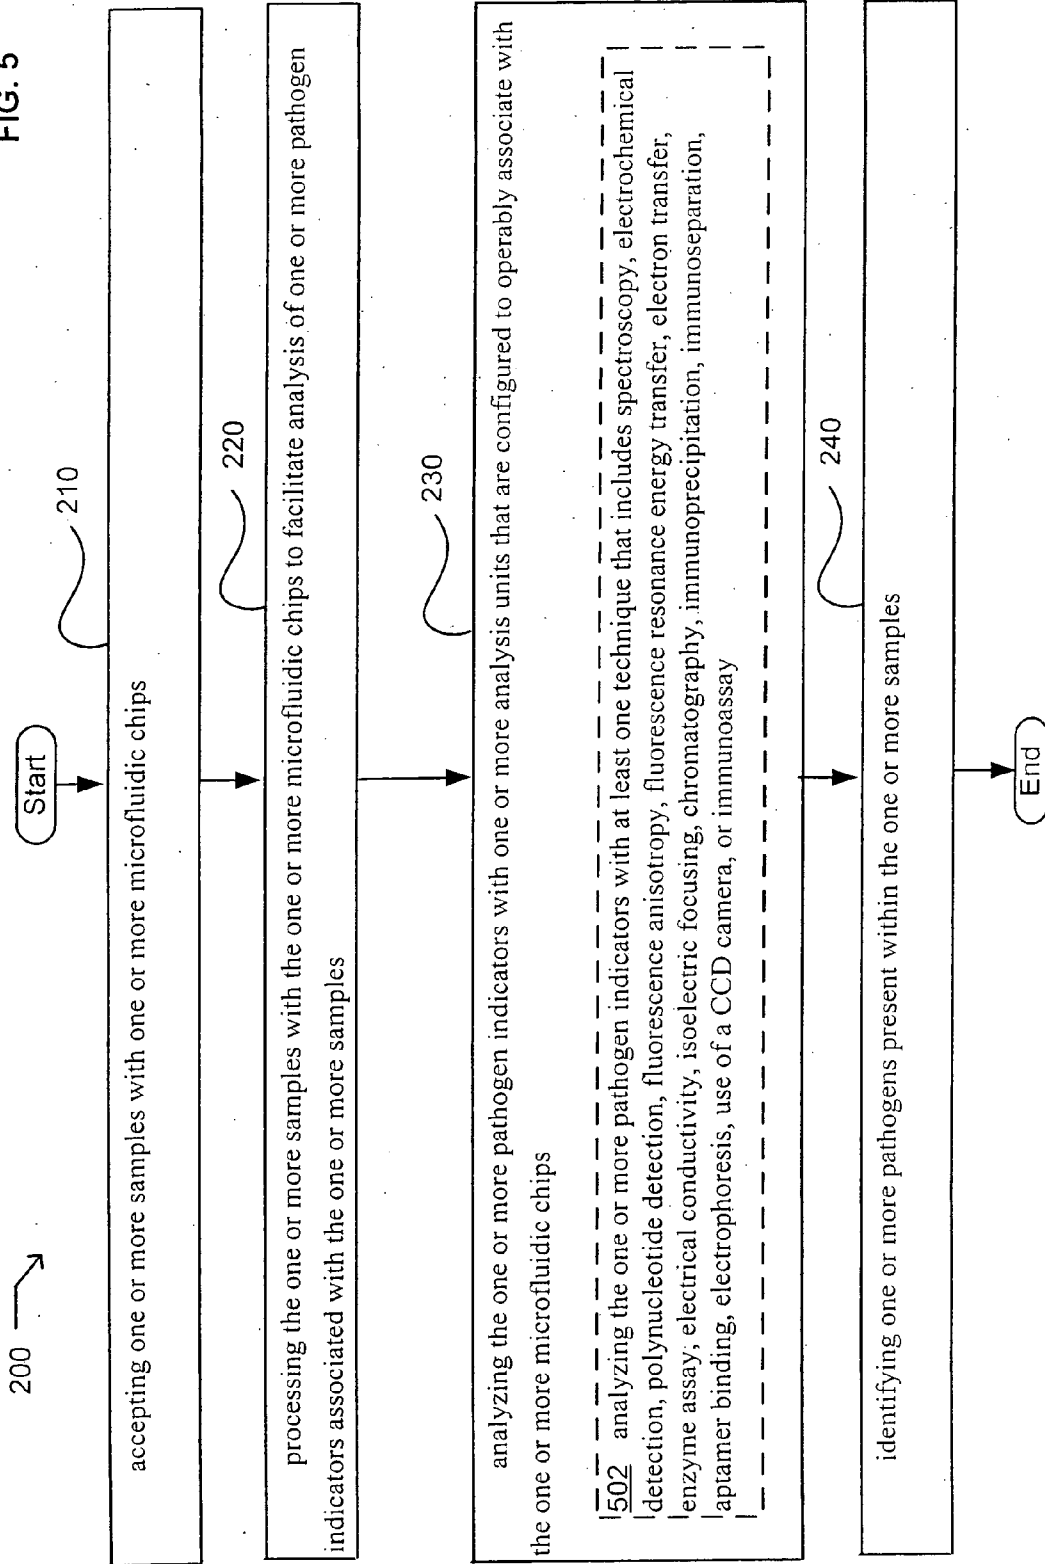 FIG. 5
200
Start
210
accepting one or more samples with one or more microfluidic chips
220
processing the one or more samples with the one or more microfluidic chips to facilitate analysis of one or more pathogen
indicators associated with the one or more samples
230
analyzing the one or more pathogen indicators with one or more analysis units that are configured to operably associate with
the one or more microfluidic chips
502 analyzing the one or more pathogen indicators with at least one technique that includes spectroscopy, electrochemical
detection, polynucleotide detection, fluorescence anisotropy, fluorescence resonance energy transfer, electron transfer,
enzyme assay; electrical conductivity, isoelectric focusing, chromatography, immunoprecipitation, immunoseparation,
aptamer binding, electrophoresis, use of a CCD camera, or immunoassay
240
identifying one or more pathogens present within the one or more samples
End